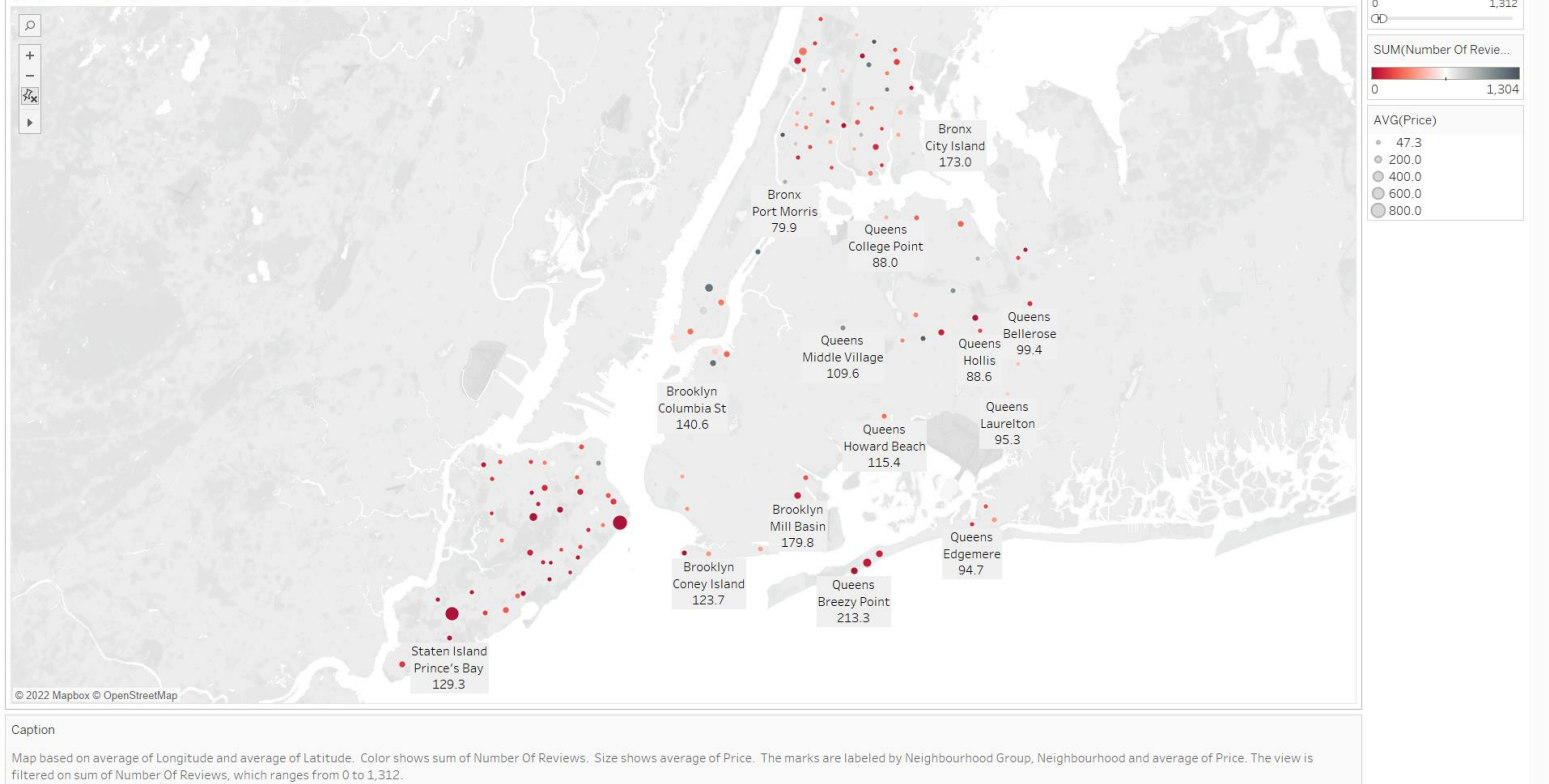 0 1,312
SUM(Number Of Revie...
0 1,304
AVG(Price)
47.3
200.0
400.0
600.0
800.0
Bronx
City Island
173.0
Bronx
Port Morris
79.9
Queens
College Point
88.0
Queens
Bellerose
99.4
Queens
Hollis
88.6
Queens
Middle Village
109.6
Brooklyn
Columbia St
140.6
Queens
Laurelton
95.3
Queens
Howard Beach
115.4
Brooklyn
Mill Basin
179.8
Queens
Edgemere
94.7
Brooklyn
Coney Island
123.7
Queens
Breezy Point
213.3
Staten Island
Prince's Bay
129.3
© 2022 Mapbox © OpenStreetMap
Caption
Map based on average of Longitude and average of Latitude. Color shows sum of Number Of Reviews. Size shows average of Price. The marks are labeled by Neighbourhood Group, Neighbourhood and average of Price. The view is
filtered on sum of Number Of Reviews, which ranges from 0 to 1,312.